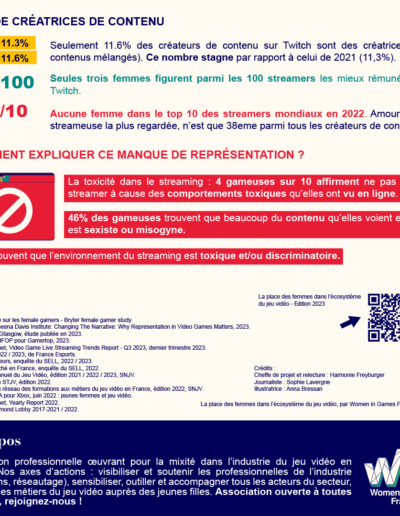 DE CRÉATRICES DE CONTENU
11.3%
11.6%
Seulement 11.6% des créateurs de contenu sur Twitch sont des créatrice
contenus mélangés). Ce nombre stagne par rapport à celui de 2021 (11,3%).
100
Seules trois femmes figurent parmi les 100 streamers les mieux rémuné
Twitch.
/10
Aucune femme dans le top 10 des streamers mondiaux en 2022. Amour
streameuse la plus regardée, n'est que 38eme parmi tous les créateurs de con
MENT EXPLIQUER CE MANQUE DE REPRÉSENTATION ?
La toxicité dans le streaming : 4 gameuses sur 10 affirment ne pas
streamer à cause des comportements toxiques qu'elles ont vu en ligne.
46% des gameuses trouvent que beaucoup du contenu qu'elles voient e
est sexiste ou misogyne.
ouvent que l'environnement du streaming est toxique et/ou discriminatoire.
La place des femmes dans l'écosystème
du jeu vidéo - Édition 2023
sur les female gamers - Bryter female gamer study.
eena Davis Institute: Changing The Narrative: Why Representation in Video Games Matters, 2023.
Glasgow, étude publiée en 2023.
IFOP pour Gamertop, 2023.
et, Video Game Live Streaming Trends Report - Q3 2023, dernier trimestre 2023.
022 / 2023, de France Esports.
eurs, enquête du SELL, 2022 / 2023.
ché en France, enquête du SELL, 2022.
nuel du Jeu Vidéo, édition 2021 / 2022 / 2023, SNJV.
u STJV, édition 2022.
u réseau des formations aux métiers du jeu vidéo en France, édition 2022, SNJV.
A pour Xbox, juin 2022 : jeunes femmes et jeu vidéo.
et, Yearly Report 2022.
mond Lobby 2017-2021 / 2022.
Crédits :
Cheffe de projet et relecture : Harmonie Freyburger
Journaliste : Sophie Lavergne
Illustratrice : Anna Bressan
La place des femmes dans l'écosystème du jeu vidéo, par Women in Games F
pos
on professionnelle œuvrant pour la mixité dans l'industrie du jeu vidéo en
Nos axes d'actions : visibiliser et soutenir les professionnelles de l'industrie
ns, réseautage), sensibiliser, outiller et accompagner tous les acteurs du secteur,
es métiers du jeu vidéo auprès des jeunes filles. Association ouverte à toutes
, rejoignez-nous !
Women
Fra